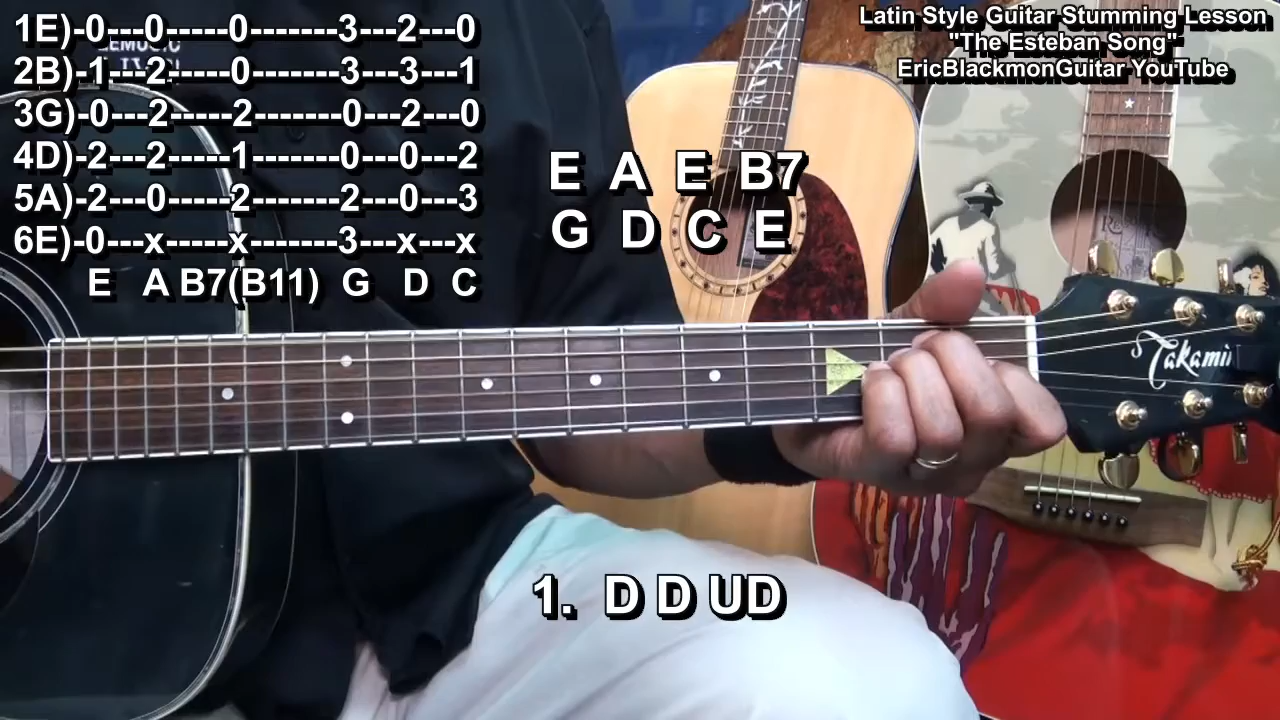 1E)-0---0-----0-------3---2---0
2B)-1---2-----0-------3---3---1
3G)-0---2-----2-------0---2---0
4D)-2---2-----1-------0---0---2
5A)-2---0-----2-------2---0---3
6E)-0---x-----x-------3---x---x
E A B7(B11) G D C
Latin Style Guitar Stumming Lesson
"The Esteban Song"
EricBlackmonGuitar YouTube
E A E B7
G D C E
Takami
1. D D UD